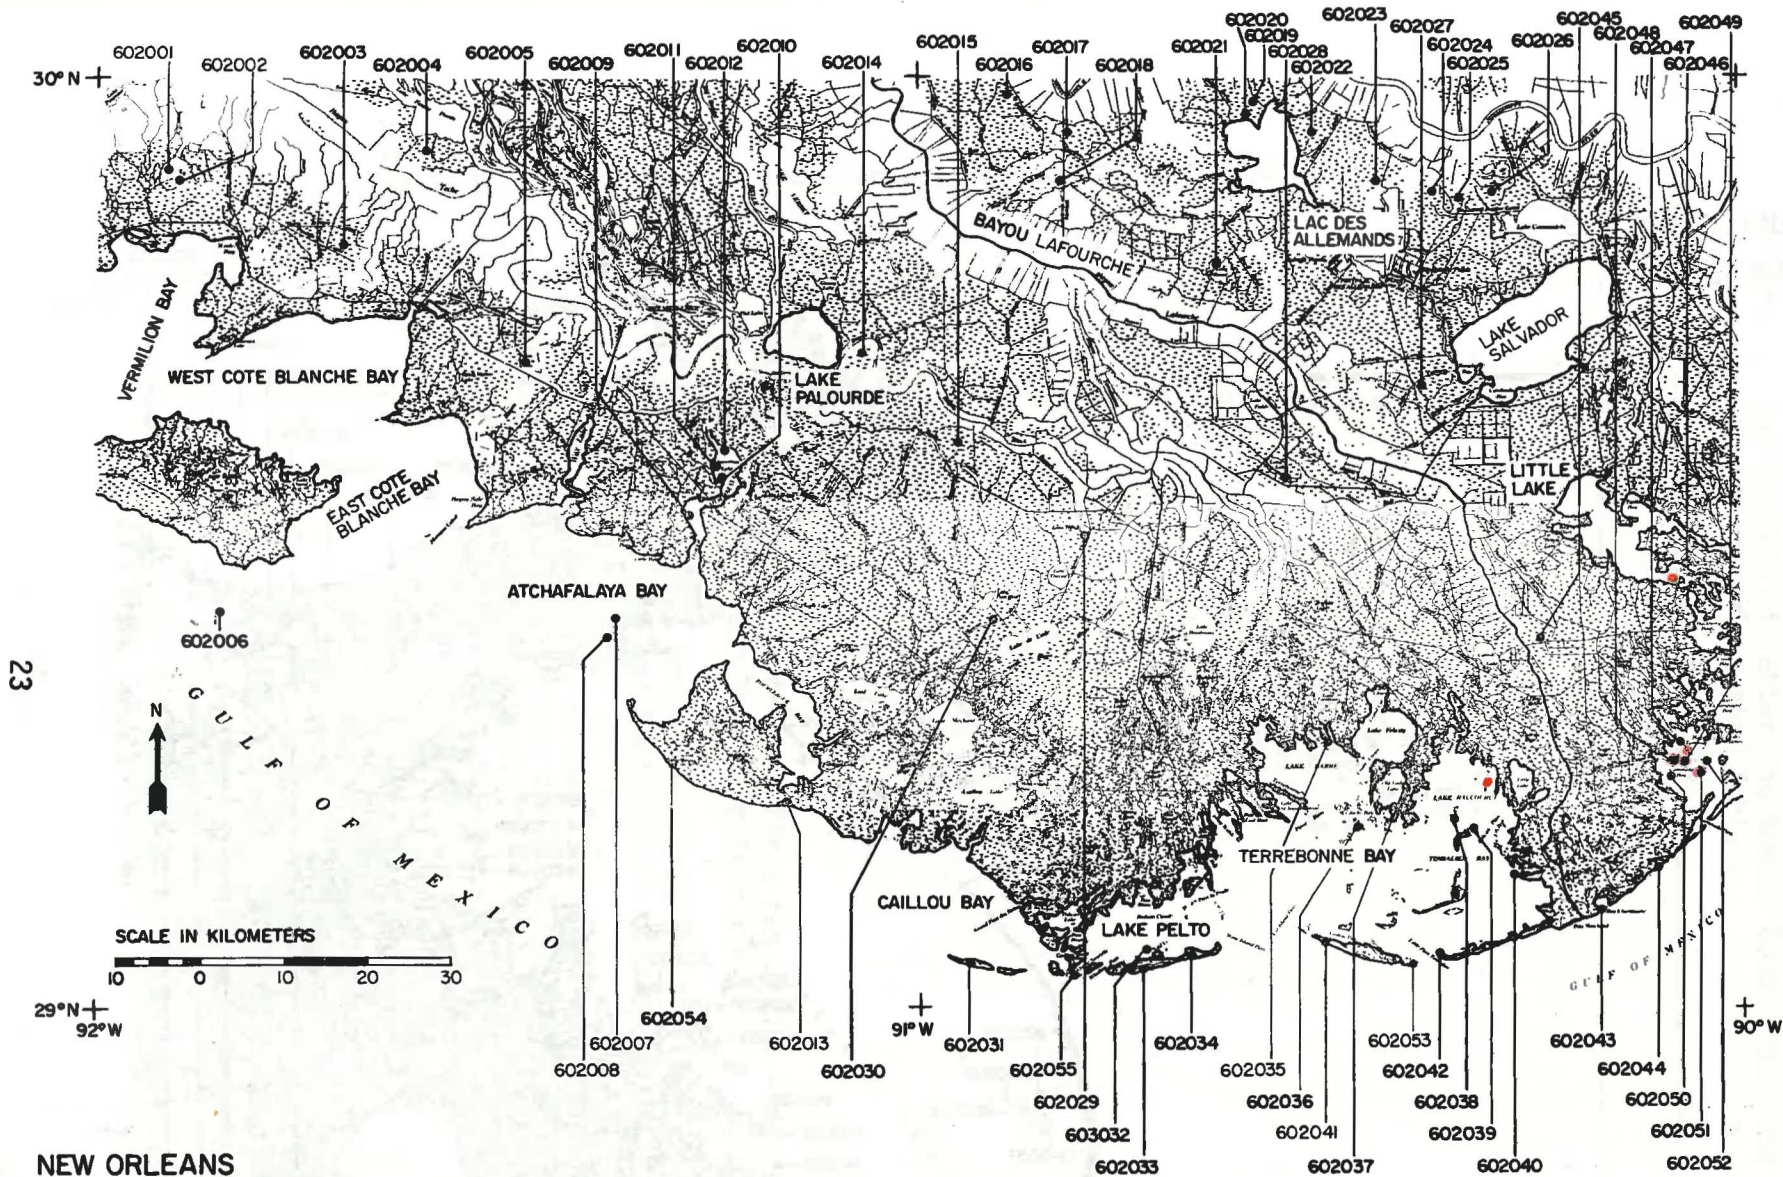 602020
602023
602045
602049
602001
602003
602005
602011
602010
602015
602017
602021
602019
602027
602026
602048
602002
602004
602009
602012
602014
602016
602018
602028
602024
602047
602022
602025
602046
30° N
BAYOU LAFOURCHE
LAC DES
ALLEMANDS
VERMILION BAY
LAKE
SALVADOR
WEST COTE BLANCHE BAY
LAKE
PALOURDE
LITTLE
LAKE
EAST COTE
BLANCHE BAY
ATCHAFALAYA BAY
602006
23
N
GULF OF MEXICO
TERREBONNE BAY
CAILLOU BAY
LAKE PELTO
SCALE IN KILOMETERS
10 0 10 20 30
GULF OF MEXICO
29° N
92° W
91° W
90° W
602054
602007
602013
602031
602034
602053
602043
602008
602030
602055
602035
602042
602044
602029
602036
602038
602050
603032
602041
602039
602051
602033
602037
602040
602052
NEW ORLEANS